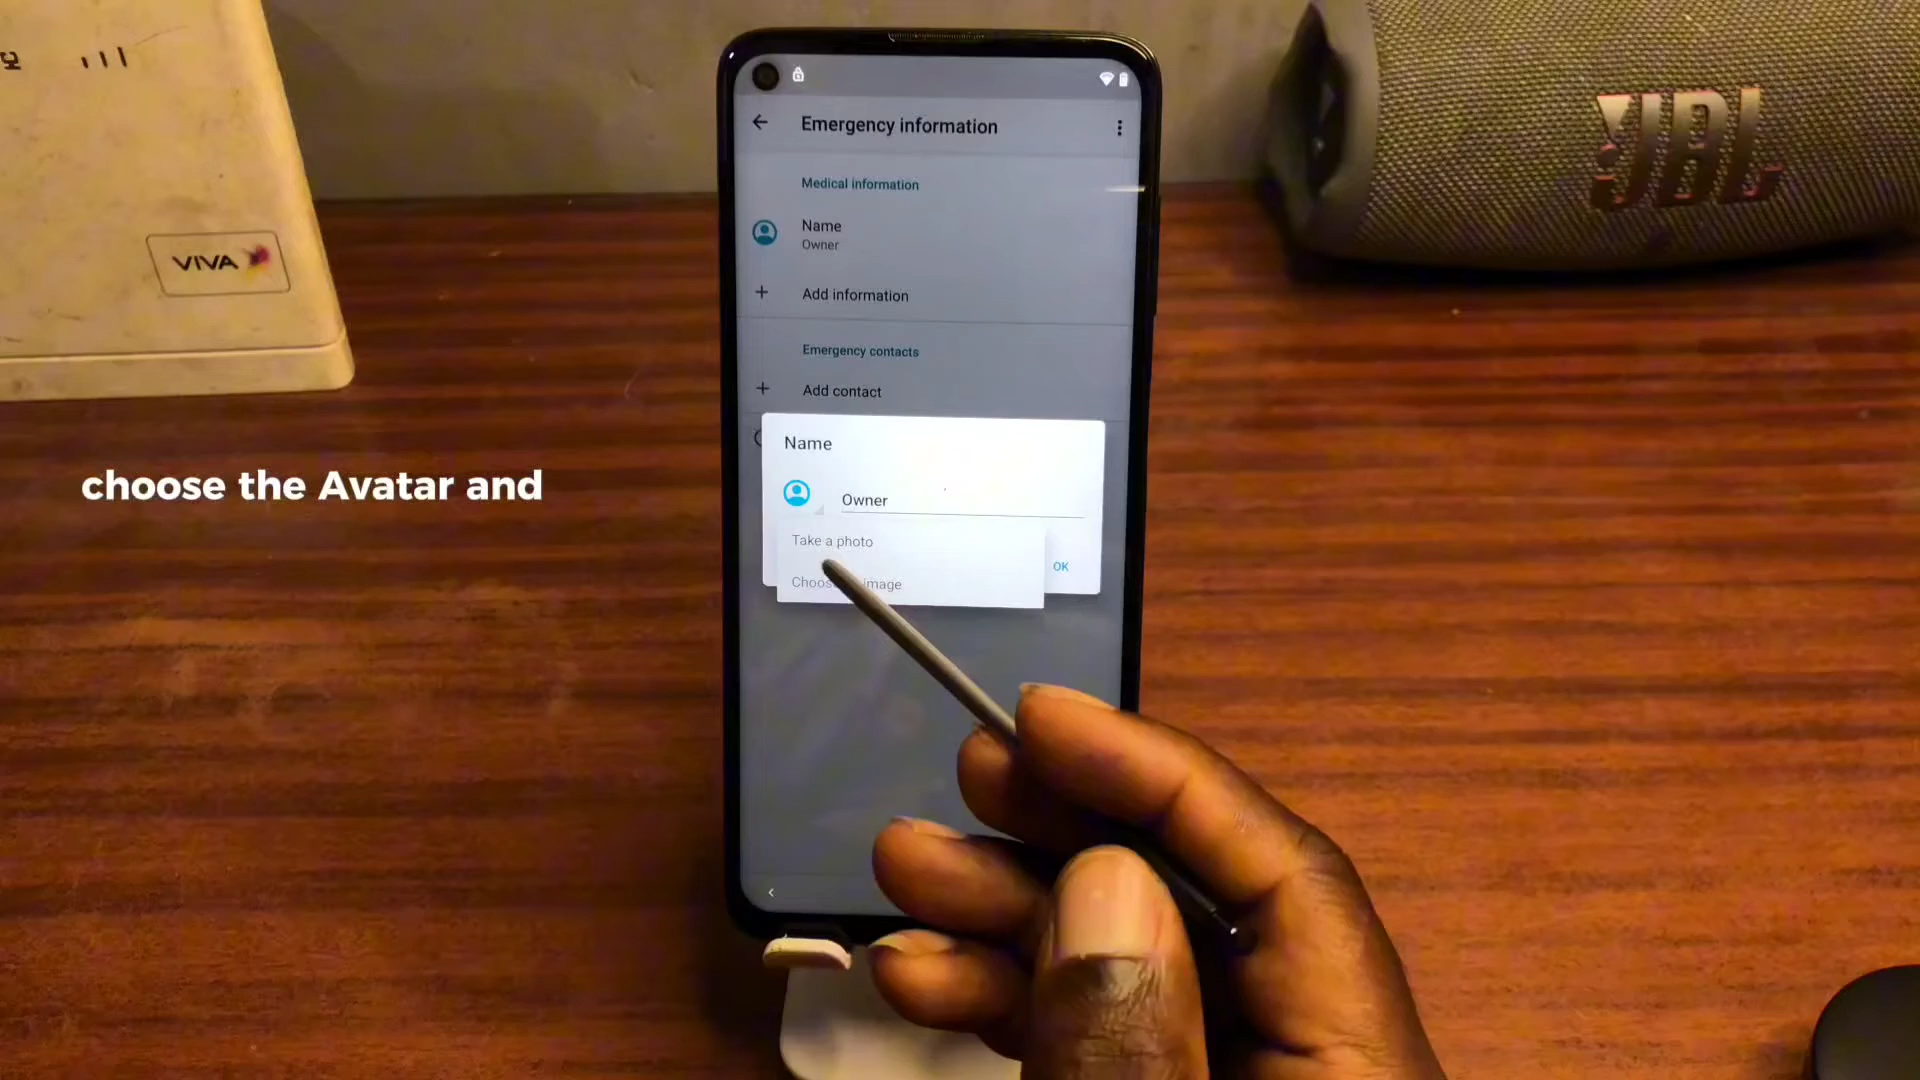 VIVA
JBL
Emergency information
Medical information
Name
Owner
Add information
Emergency contacts
Add contact
Name
Owner
Take a photo
OK
image
choose the Avatar and